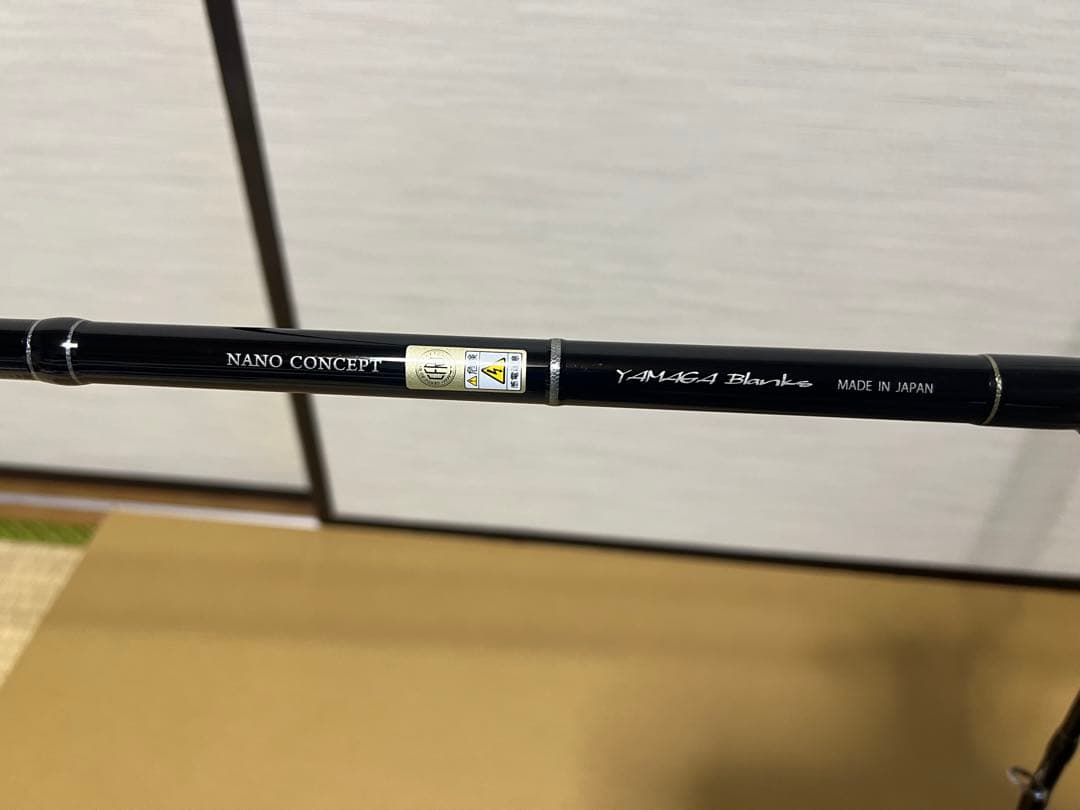 NANO CONCEPT
YAMAGA Blanks
MADE IN JAPAN